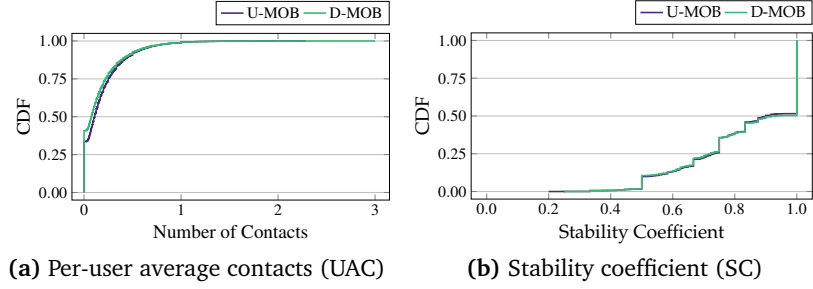 U-MOB D-MOB
1.00
0.75
0.50
0.25
0.00
CDF
0 1 2 3
Number of Contacts
(a) Per-user average contacts (UAC)
U-MOB D-MOB
1.00
0.75
0.50
0.25
0.00
CDF
0.0 0.2 0.4 0.6 0.8 1.0
Stability Coefficient
(b) Stability coefficient (SC)